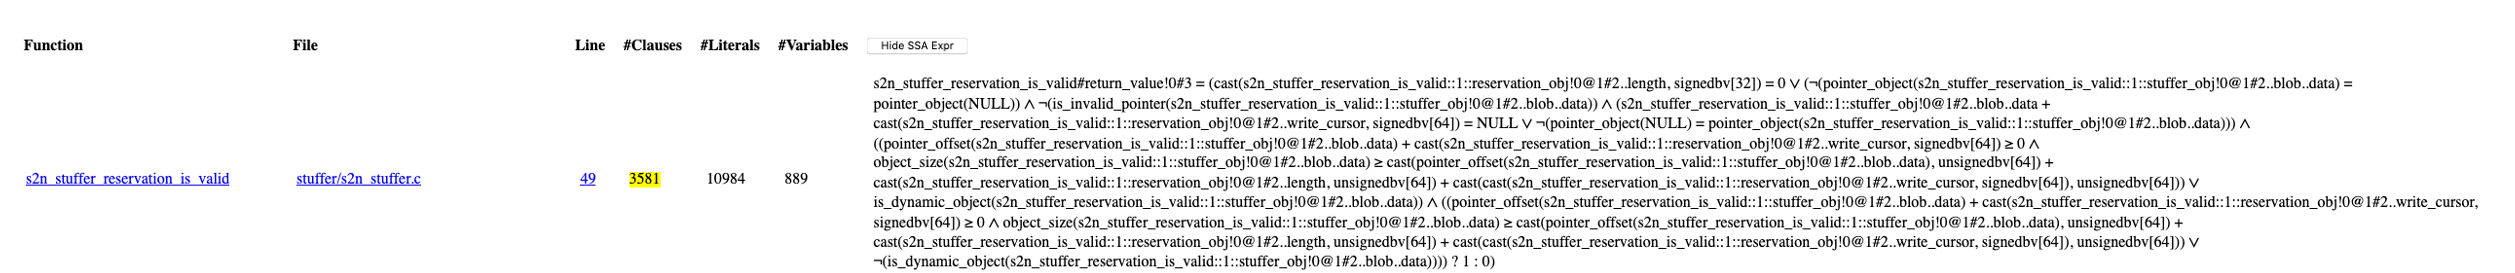 Function File Line #Clauses #Literals #Variables Hide SSA Expr
s2n_stuffer_reservation_is_valid#return_value!0#3 = (cast(s2n_stuffer_reservation_is_valid::1::reservation_obj!0@1#2..length, signedbv[32]) = 0 ∨ (¬(pointer_object(s2n_stuffer_reservation_is_valid::1::stuffer_obj!0@1#2..blob..data) =
pointer_object(NULL)) ∧ ¬(is_invalid_pointer(s2n_stuffer_reservation_is_valid::1::stuffer_obj!0@1#2..blob..data)) ∧ (s2n_stuffer_reservation_is_valid::1::stuffer_obj!0@1#2..blob..data +
cast(s2n_stuffer_reservation_is_valid::1::reservation_obj!0@1#2..write_cursor, signedbv[64]) = NULL ∨ ¬(pointer_object(NULL) = pointer_object(s2n_stuffer_reservation_is_valid::1::stuffer_obj!0@1#2..blob..data))) ∧
((pointer_offset(s2n_stuffer_reservation_is_valid::1::stuffer_obj!0@1#2..blob..data) + cast(s2n_stuffer_reservation_is_valid::1::reservation_obj!0@1#2..write_cursor, signedbv[64]) ≥ 0 ∧
object_size(s2n_stuffer_reservation_is_valid::1::stuffer_obj!0@1#2..blob..data) ≥ cast(pointer_offset(s2n_stuffer_reservation_is_valid::1::stuffer_obj!0@1#2..blob..data), unsignedbv[64]) +
s2n_stuffer_reservation_is_valid stuffer/s2n_stuffer.c 49 3581 10984 889 cast(s2n_stuffer_reservation_is_valid::1::reservation_obj!0@1#2..length, unsignedbv[64]) + cast(cast(s2n_stuffer_reservation_is_valid::1::reservation_obj!0@1#2..write_cursor, signedbv[64]), unsignedbv[64])) ∨
is_dynamic_object(s2n_stuffer_reservation_is_valid::1::stuffer_obj!0@1#2..blob..data)) ∧ ((pointer_offset(s2n_stuffer_reservation_is_valid::1::stuffer_obj!0@1#2..blob..data) + cast(s2n_stuffer_reservation_is_valid::1::reservation_obj!0@1#2..write_cursor,
signedbv[64]) ≥ 0 ∧ object_size(s2n_stuffer_reservation_is_valid::1::stuffer_obj!0@1#2..blob..data) ≥ cast(pointer_offset(s2n_stuffer_reservation_is_valid::1::stuffer_obj!0@1#2..blob..data), unsignedbv[64]) +
cast(s2n_stuffer_reservation_is_valid::1::reservation_obj!0@1#2..length, unsignedbv[64]) + cast(cast(s2n_stuffer_reservation_is_valid::1::reservation_obj!0@1#2..write_cursor, signedbv[64]), unsignedbv[64])) ∨
¬(is_dynamic_object(s2n_stuffer_reservation_is_valid::1::stuffer_obj!0@1#2..blob..data)))) ? 1 : 0)